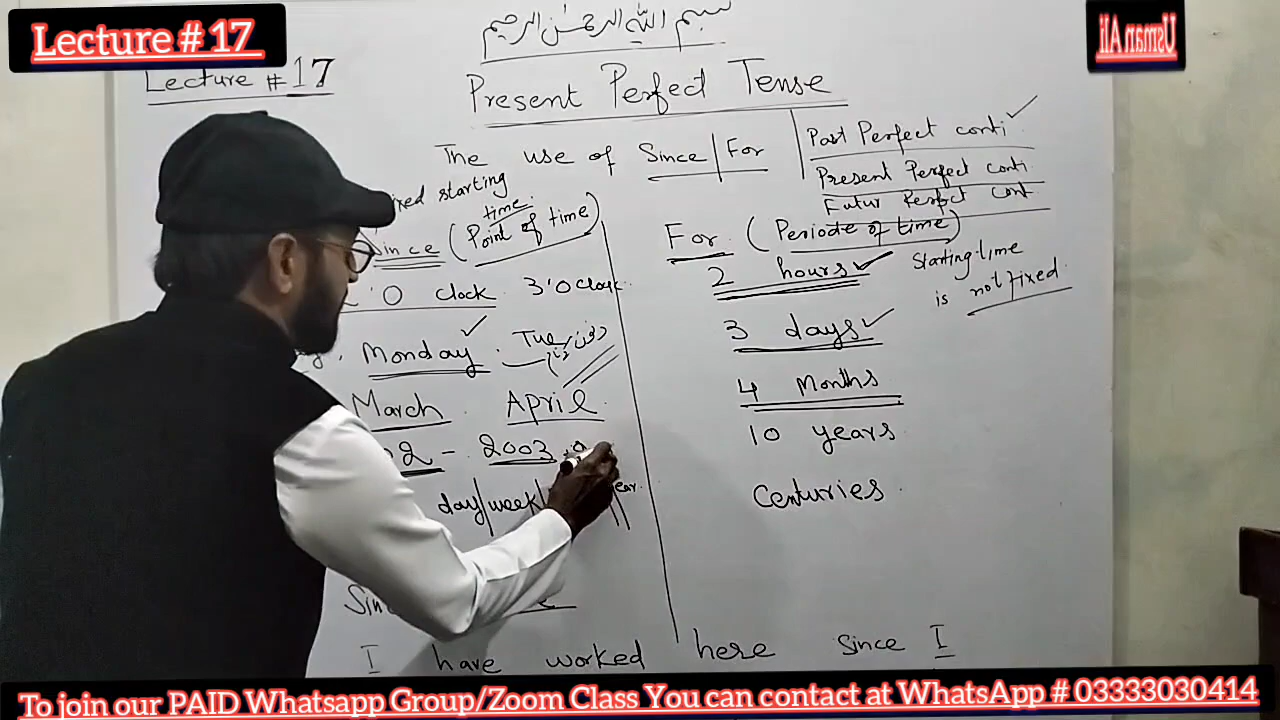 Lecture # 17
Usman Ali
بسم اللہ الرحمٰن الرحیم
Lecture # 17
Present Perfect Tense
The use of Since | For
Past Perfect conti ✓
Present Perfect conti.
Futur Perfect cont
starting
time.
Since (Point of time)
For (Periode of time)
starting time
is not fixed
O clock 3'O clock
2 hours ✓
Monday ✓ Tue
3 days ✓
March April
4 Months
2003
10 years
day/week/
Centuries
I have worked here since I
To join our PAID Whatsapp Group/Zoom Class You can contact at WhatsApp # 03333030414